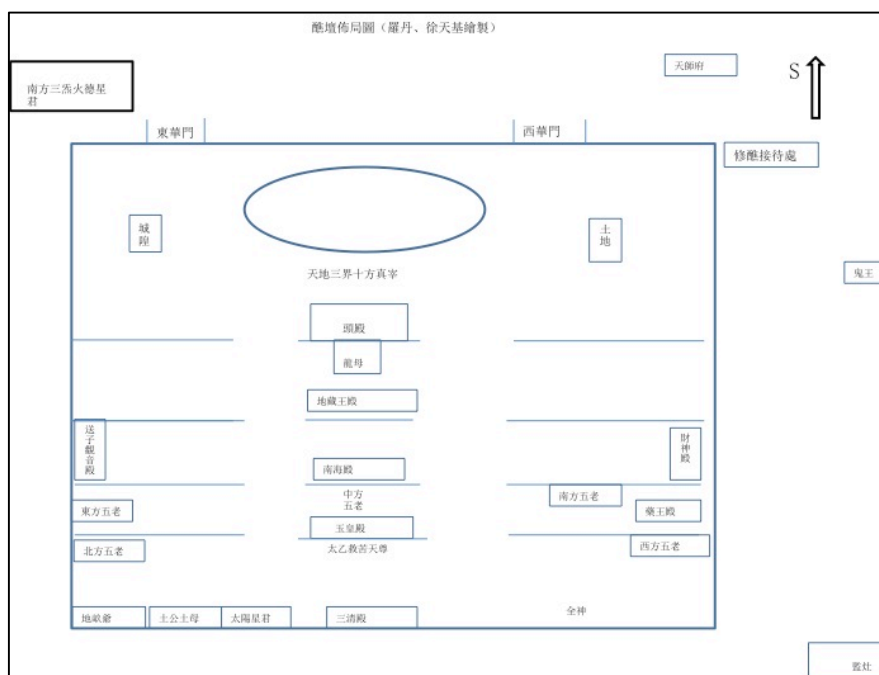 醮壇佈局圖（羅丹、徐天基繪製）
天師府
S
南方三炁火德星
君
東華門
西華門
修醮接待處
城
隍
土
地
天地三界十方真宰
鬼王
頭殿
龍母
地藏王殿
送
子
觀
音
殿
財
神
殿
南海殿
中方
五老
南方五老
東方五老
藥王殿
玉皇殿
太乙救苦天尊
北方五老
西方五老
地畝爺
土公土母
太陽星君
三清殿
全神
監灶